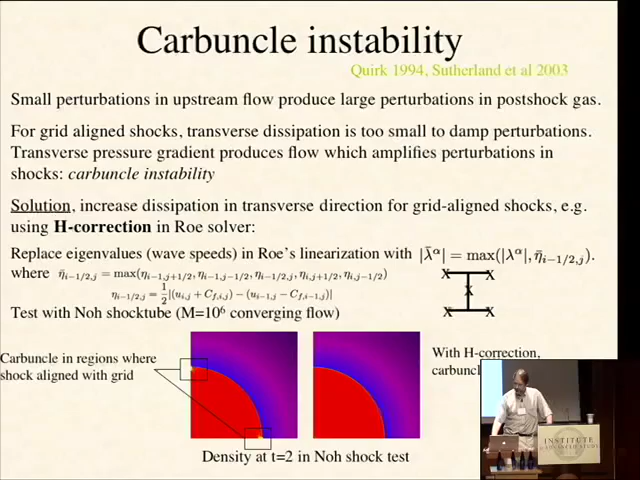 Carbuncle instability
Quirk 1994, Sutherland et al 2003
Small perturbations in upstream flow produce large perturbations in postshock gas.
For grid aligned shocks, transverse dissipation is too small to damp perturbations.
Transverse pressure gradient produces flow which amplifies perturbations in
shocks: carbuncle instability
Solution, increase dissipation in transverse direction for grid-aligned shocks, e.g.
using H-correction in Roe solver:
Replace eigenvalues (wave speeds) in Roe's linearization with |λ̄^α| = max(|λ^α|, η̄_{i−1/2,j}).
where η̄_{i−1/2,j} = max(η_{i−1,j+1/2}, η_{i−1,j−1/2}, η_{i−1/2,j}, η_{i,j+1/2}, η_{i,j−1/2})
η_{i−1/2,j} = 1/2|(u_{i,j} + C_{f,i,j}) − (u_{i−1,j} − C_{f,i−1,j})|
X X
X
X X
Test with Noh shocktube (M=10⁶ converging flow)
Carbuncle in regions where
shock aligned with grid
With H-correction,
Density at t=2 in Noh shock test
INSTITUTE